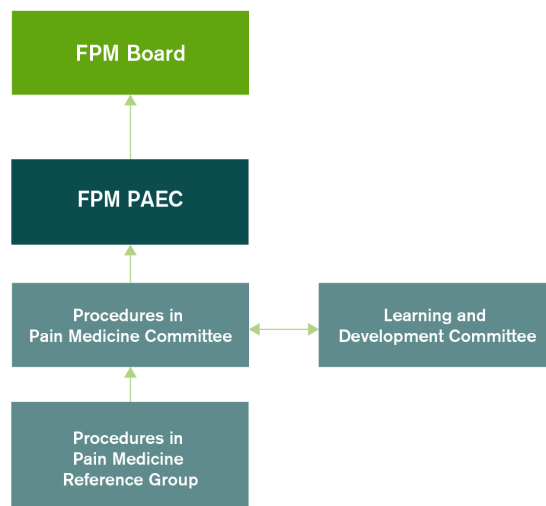 FPM Board
FPM PAEC
Procedures in
Pain Medicine Committee
Learning and
Development Committee
Procedures in
Pain Medicine
Reference Group